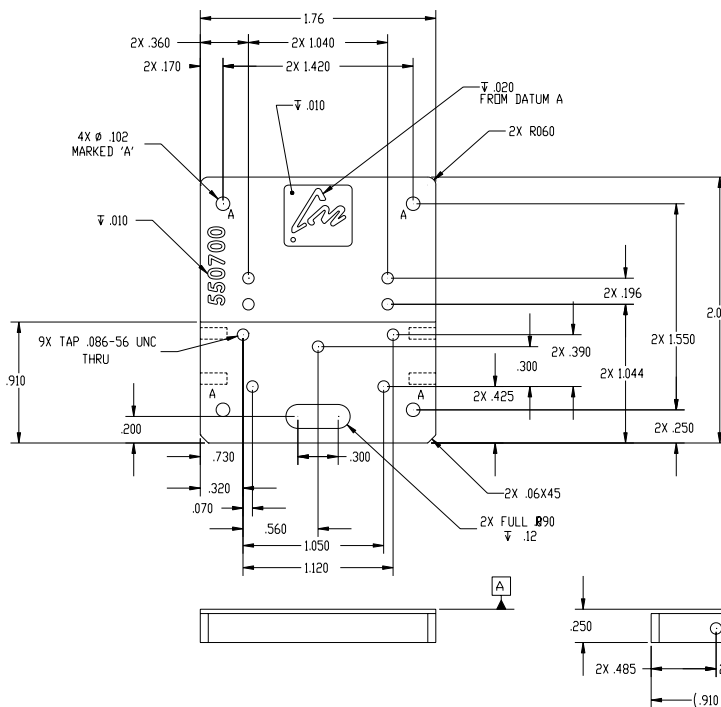 1.76
2X .360
2X 1.040
2X .170
2X 1.420
↧ .020
FROM DATUM A
↧ .010
2X R060
4X ø .102
MARKED 'A'
A
A
↧ .010
550700
2X .196
9X TAP .086-56 UNC
THRU
2X .390
2X 1.550
.300
2X 1.044
.910
A
A
2X .425
.200
2X .250
.730
.300
.320
2X .06X45
.070
2X FULL R90
↧ .12
.560
1.050
1.120
A
.250
2X .485
(.910